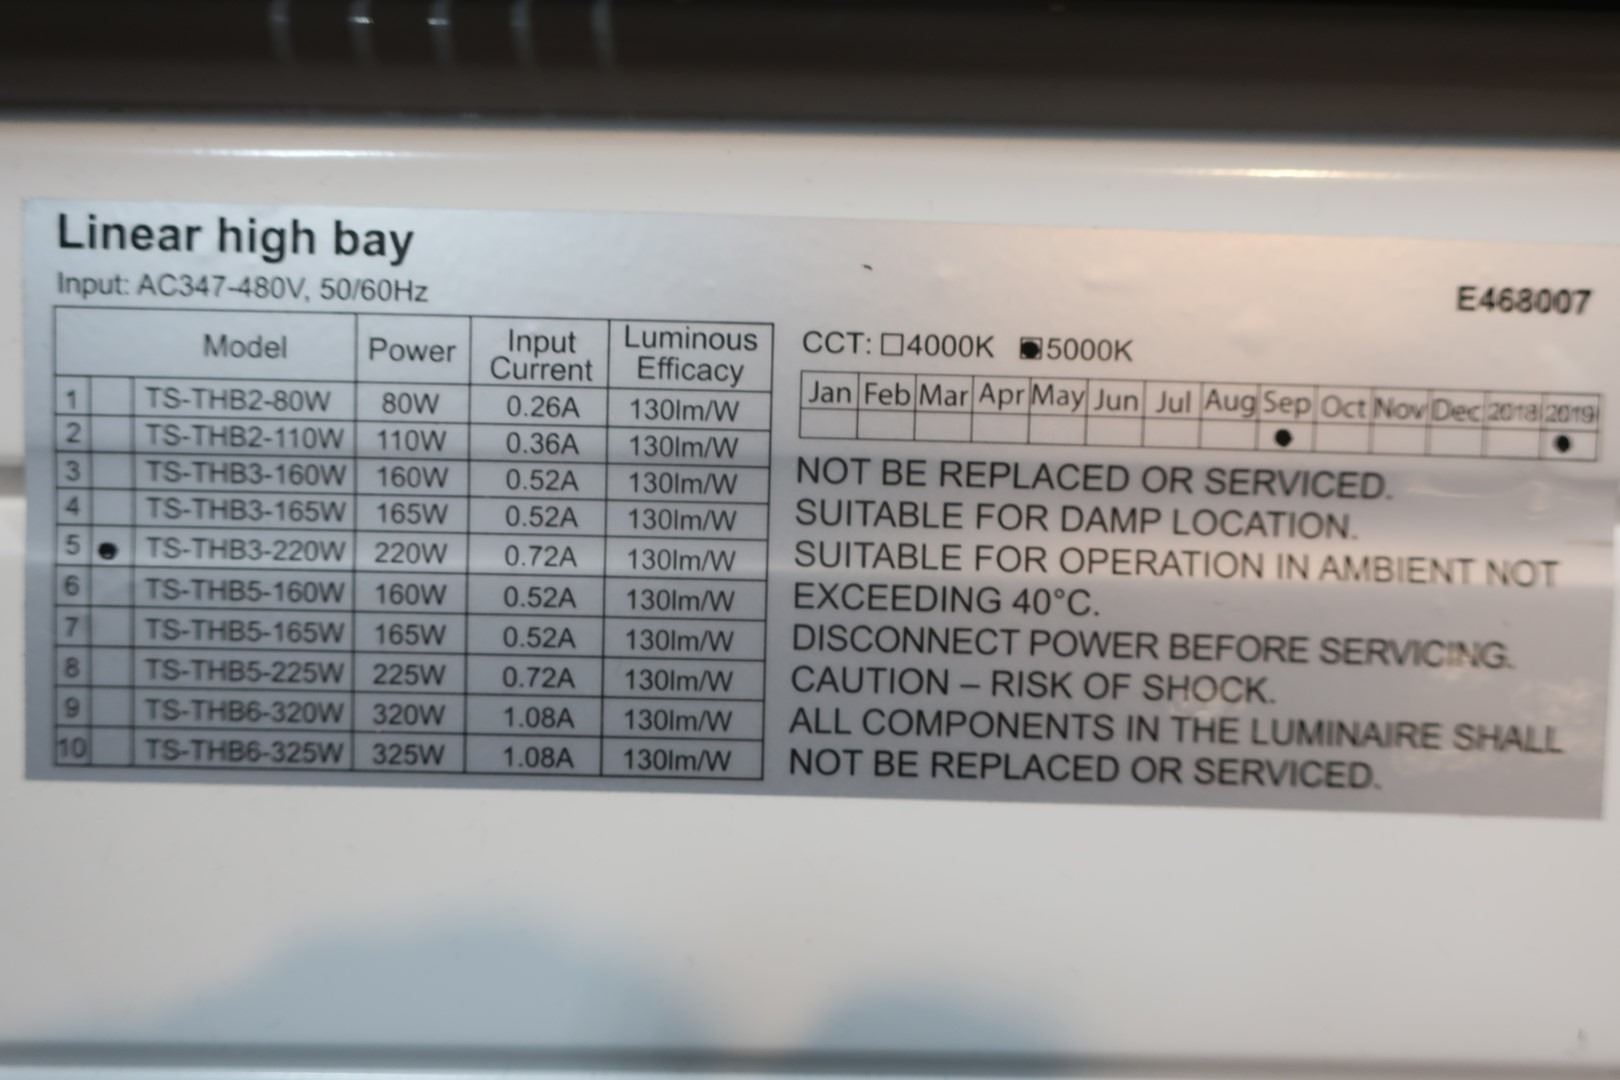 Linear high bay
Input: AC347-480V, 50/60Hz
E468007
Model Power Input Current Luminous Efficacy
1 TS-THB2-80W 80W 0.26A 130lm/W
2 TS-THB2-110W 110W 0.36A 130lm/W
3 TS-THB3-160W 160W 0.52A 130lm/W
4 TS-THB3-165W 165W 0.52A 130lm/W
5 ● TS-THB3-220W 220W 0.72A 130lm/W
6 TS-THB5-160W 160W 0.52A 130lm/W
7 TS-THB5-165W 165W 0.52A 130lm/W
8 TS-THB5-225W 225W 0.72A 130lm/W
9 TS-THB6-320W 320W 1.08A 130lm/W
10 TS-THB6-325W 325W 1.08A 130lm/W
CCT: □4000K ■5000K
Jan Feb Mar Apr May Jun Jul Aug Sep Oct Nov Dec 2018 2019
● ●
NOT BE REPLACED OR SERVICED.
SUITABLE FOR DAMP LOCATION.
SUITABLE FOR OPERATION IN AMBIENT NOT
EXCEEDING 40°C.
DISCONNECT POWER BEFORE SERVICING.
CAUTION – RISK OF SHOCK.
ALL COMPONENTS IN THE LUMINAIRE SHALL
NOT BE REPLACED OR SERVICED.